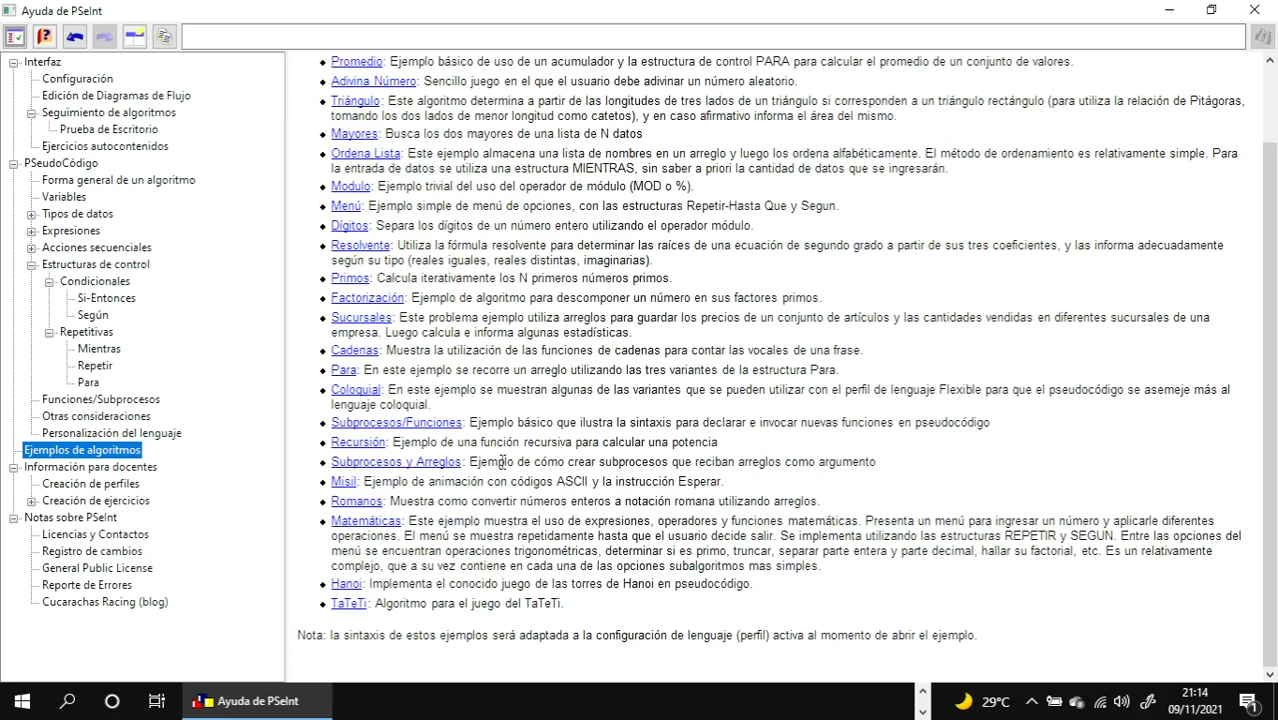 Ayuda de PSeInt
Interfaz
Configuración
Edición de Diagramas de Flujo
Seguimiento de algoritmos
Prueba de Escritorio
Ejercicios autocontenidos
PSeudoCódigo
Forma general de un algoritmo
Variables
Tipos de datos
Expresiones
Acciones secuenciales
Estructuras de control
Condicionales
Si-Entonces
Según
Repetitivas
Mientras
Repetir
Para
Funciones/Subprocesos
Otras consideraciones
Personalización del lenguaje
Ejemplos de algoritmos
Información para docentes
Creación de perfiles
Creación de ejercicios
Notas sobre PSeInt
Licencias y Contactos
Registro de cambios
General Public License
Reporte de Errores
Cucarachas Racing (blog)
Promedio: Ejemplo básico de uso de un acumulador y la estructura de control PARA para calcular el promedio de un conjunto de valores.
Adivina Número: Sencillo juego en el que el usuario debe adivinar un número aleatorio.
Triángulo: Este algoritmo determina a partir de las longitudes de tres lados de un triángulo si corresponden a un triángulo rectángulo (para utiliza la relación de Pitágoras,
tomando los dos lados de menor longitud como catetos), y en caso afirmativo informa el área del mismo.
Mayores: Busca los dos mayores de una lista de N datos
Ordena Lista: Este ejemplo almacena una lista de nombres en un arreglo y luego los ordena alfabéticamente. El método de ordenamiento es relativamente simple. Para
la entrada de datos se utiliza una estructura MIENTRAS, sin saber a priori la cantidad de datos que se ingresarán.
Modulo: Ejemplo trivial del uso del operador de módulo (MOD o %).
Menú: Ejemplo simple de menú de opciones, con las estructuras Repetir-Hasta Que y Segun.
Dígitos: Separa los dígitos de un número entero utilizando el operador módulo.
Resolvente: Utiliza la fórmula resolvente para determinar las raíces de una ecuación de segundo grado a partir de sus tres coeficientes, y las informa adecuadamente
según su tipo (reales iguales, reales distintas, imaginarias).
Primos: Calcula iterativamente los N primeros números primos.
Factorización: Ejemplo de algoritmo para descomponer un número en sus factores primos.
Sucursales: Este problema ejemplo utiliza arreglos para guardar los precios de un conjunto de artículos y las cantidades vendidas en diferentes sucursales de una
empresa. Luego calcula e informa algunas estadísticas.
Cadenas: Muestra la utilización de las funciones de cadenas para contar las vocales de una frase.
Para: En este ejemplo se recorre un arreglo utilizando las tres variantes de la estructura Para.
Coloquial: En este ejemplo se muestran algunas de las variantes que se pueden utilizar con el perfil de lenguaje Flexible para que el pseudocódigo se asemeje más al
lenguaje coloquial.
Subprocesos/Funciones: Ejemplo básico que ilustra la sintaxis para declarar e invocar nuevas funciones en pseudocódigo
Recursión: Ejemplo de una función recursiva para calcular una potencia
Subprocesos y Arreglos: Ejemplo de cómo crear subprocesos que reciban arreglos como argumento
Misil: Ejemplo de animación con códigos ASCII y la instrucción Esperar.
Romanos: Muestra como convertir números enteros a notación romana utilizando arreglos.
Matemáticas: Este ejemplo muestra el uso de expresiones, operadores y funciones matemáticas. Presenta un menú para ingresar un número y aplicarle diferentes
operaciones. El menú se muestra repetidamente hasta que el usuario decide salir. Se implementa utilizando las estructuras REPETIR y SEGUN. Entre las opciones del
menú se encuentran operaciones trigonométricas, determinar si es primo, truncar, separar parte entera y parte decimal, hallar su factorial, etc. Es un relativamente
complejo, que a su vez contiene en cada una de las opciones subalgoritmos mas simples.
Hanoi: Implementa el conocido juego de las torres de Hanoi en pseudocódigo.
TaTeTi: Algoritmo para el juego del TaTeTi.
Nota: la sintaxis de estos ejemplos será adaptada a la configuración de lenguaje (perfil) activa al momento de abrir el ejemplo.
Ayuda de PSeInt
29°C
21:14
09/11/2021
1